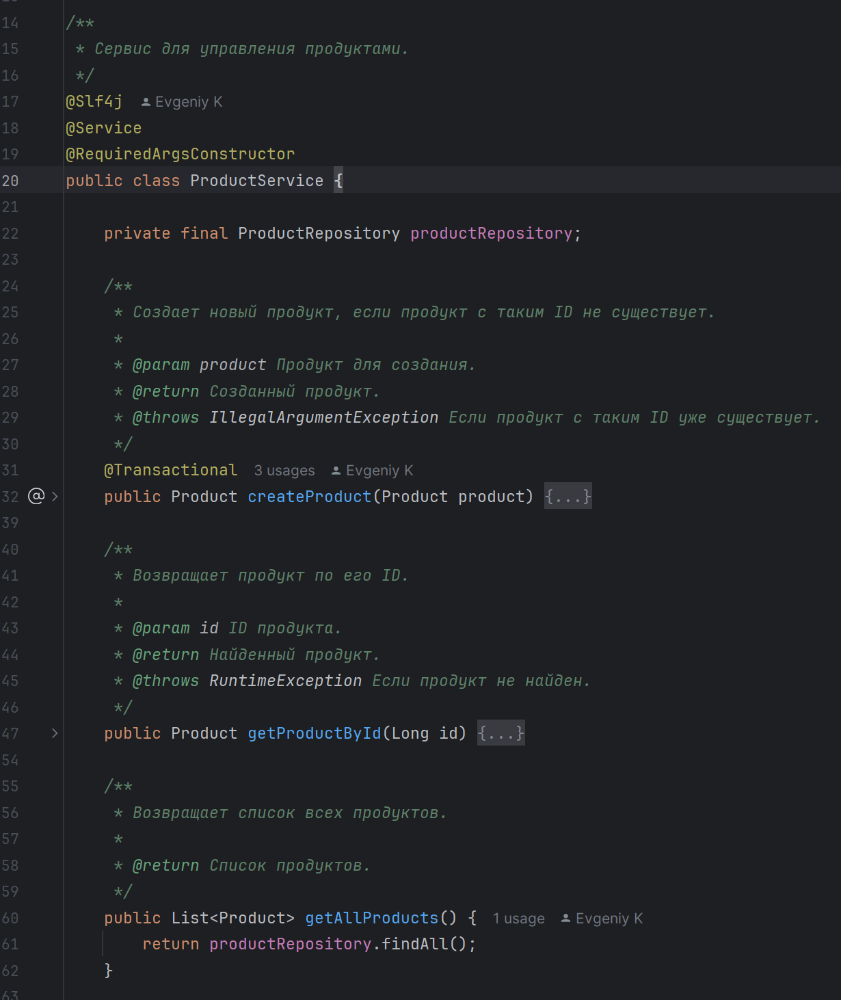 14 /**
15 * Сервис для управления продуктами.
16 */
17 @Slf4j Evgeniy K
18 @Service
19 @RequiredArgsConstructor
20 public class ProductService {
21
22 private final ProductRepository productRepository;
23
24 /**
25 * Создает новый продукт, если продукт с таким ID не существует.
26 *
27 * @param product Продукт для создания.
28 * @return Созданный продукт.
29 * @throws IllegalArgumentException Если продукт с таким ID уже существует.
30 */
31 @Transactional 3 usages Evgeniy K
32 @ > public Product createProduct(Product product) {...}
39
40 /**
41 * Возвращает продукт по его ID.
42 *
43 * @param id ID продукта.
44 * @return Найденный продукт.
45 * @throws RuntimeException Если продукт не найден.
46 */
47 > public Product getProductById(Long id) {...}
54
55 /**
56 * Возвращает список всех продуктов.
57 *
58 * @return Список продуктов.
59 */
60 public List<Product> getAllProducts() { 1 usage Evgeniy K
61 return productRepository.findAll();
62 }
63